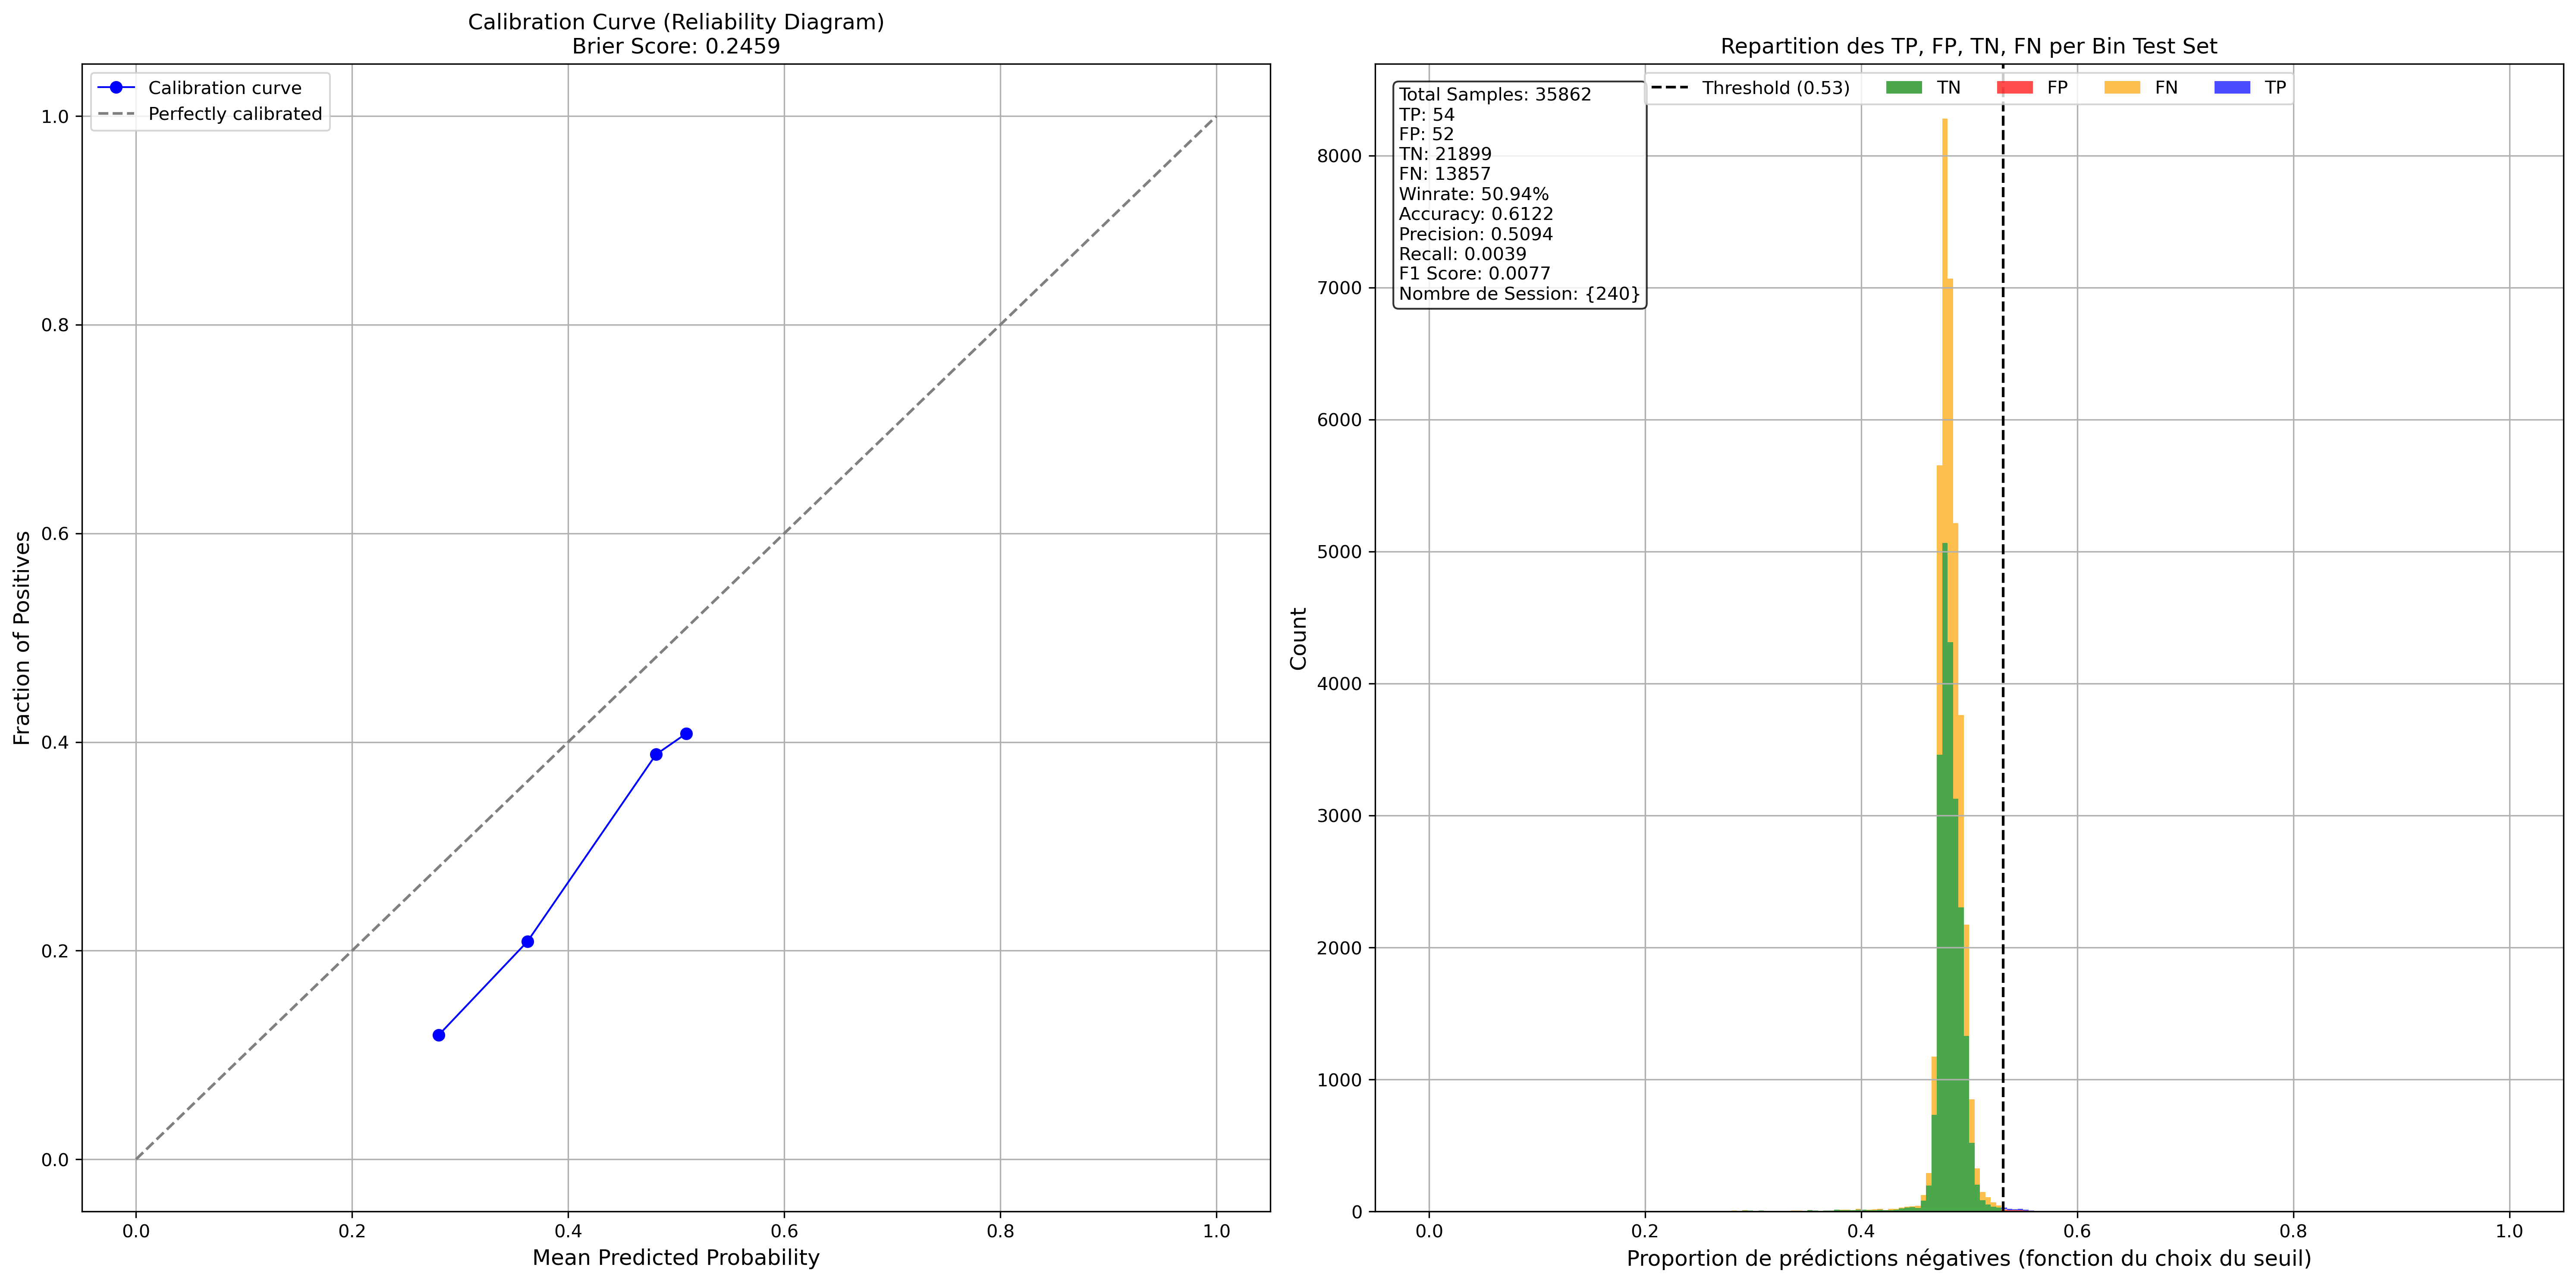 Calibration Curve (Reliability Diagram)
Brier Score: 0.2459
Calibration curve
Perfectly calibrated
1.0
0.8
0.6
0.4
0.2
0.0
Fraction of Positives
0.0 0.2 0.4 0.6 0.8 1.0
Mean Predicted Probability
Repartition des TP, FP, TN, FN per Bin Test Set
Threshold (0.53) TN FP FN TP
Total Samples: 35862
TP: 54
FP: 52
TN: 21899
FN: 13857
Winrate: 50.94%
Accuracy: 0.6122
Precision: 0.5094
Recall: 0.0039
F1 Score: 0.0077
Nombre de Session: {240}
8000
7000
6000
5000
4000
3000
2000
1000
0
Count
0.0 0.2 0.4 0.6 0.8 1.0
Proportion de prédictions négatives (fonction du choix du seuil)